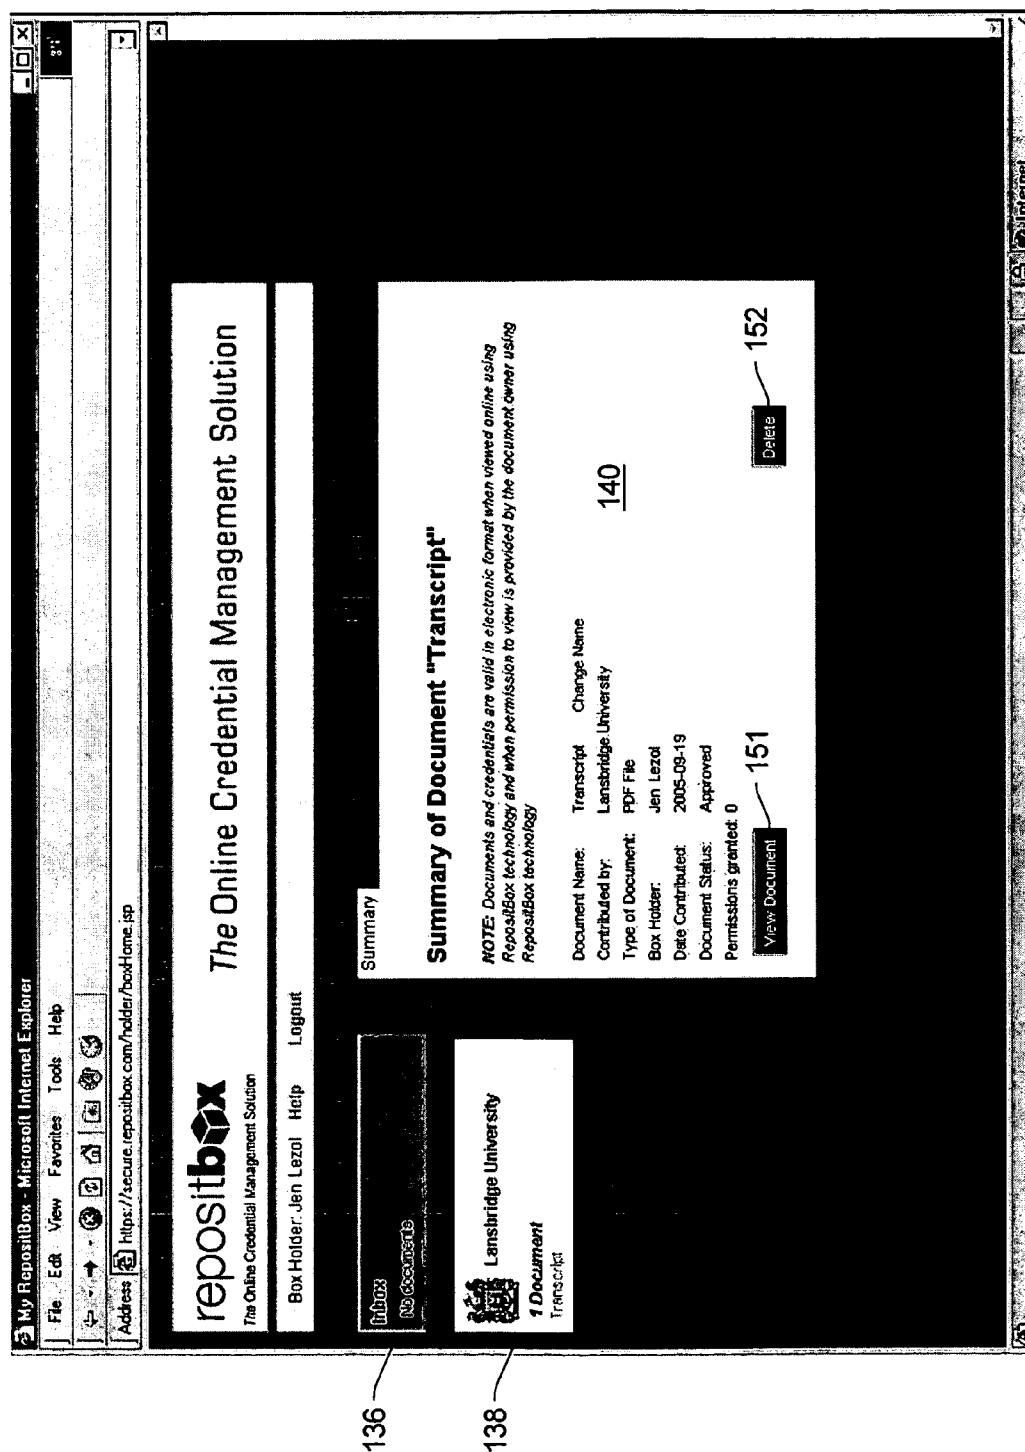 My RepositBox - Microsoft Internet Explorer
File Edit View Favorites Tools Help
Address https://secure.repositbox.com/holder/boxHome.jsp
repositbox
The Online Credential Management Solution
The Online Credential Management Solution
Box Holder: Jen Lezol Help Logout
136
Inbox
No documents
138
Lansbridge University
1 Document
Transcript
Summary
Summary of Document "Transcript"
NOTE: Documents and credentials are valid in electronic format when viewed online using
RepositBox technology and when permission to view is provided by the document owner using
RepositBox technology
140
Document Name: Transcript Change Name
Contributed by: Lansbridge University
Type of Document: PDF File
Box Holder: Jen Lezol
Date Contributed: 2005-09-19
Document Status: Approved
Permissions granted: 0
View Document
151
Delete
152
Internet